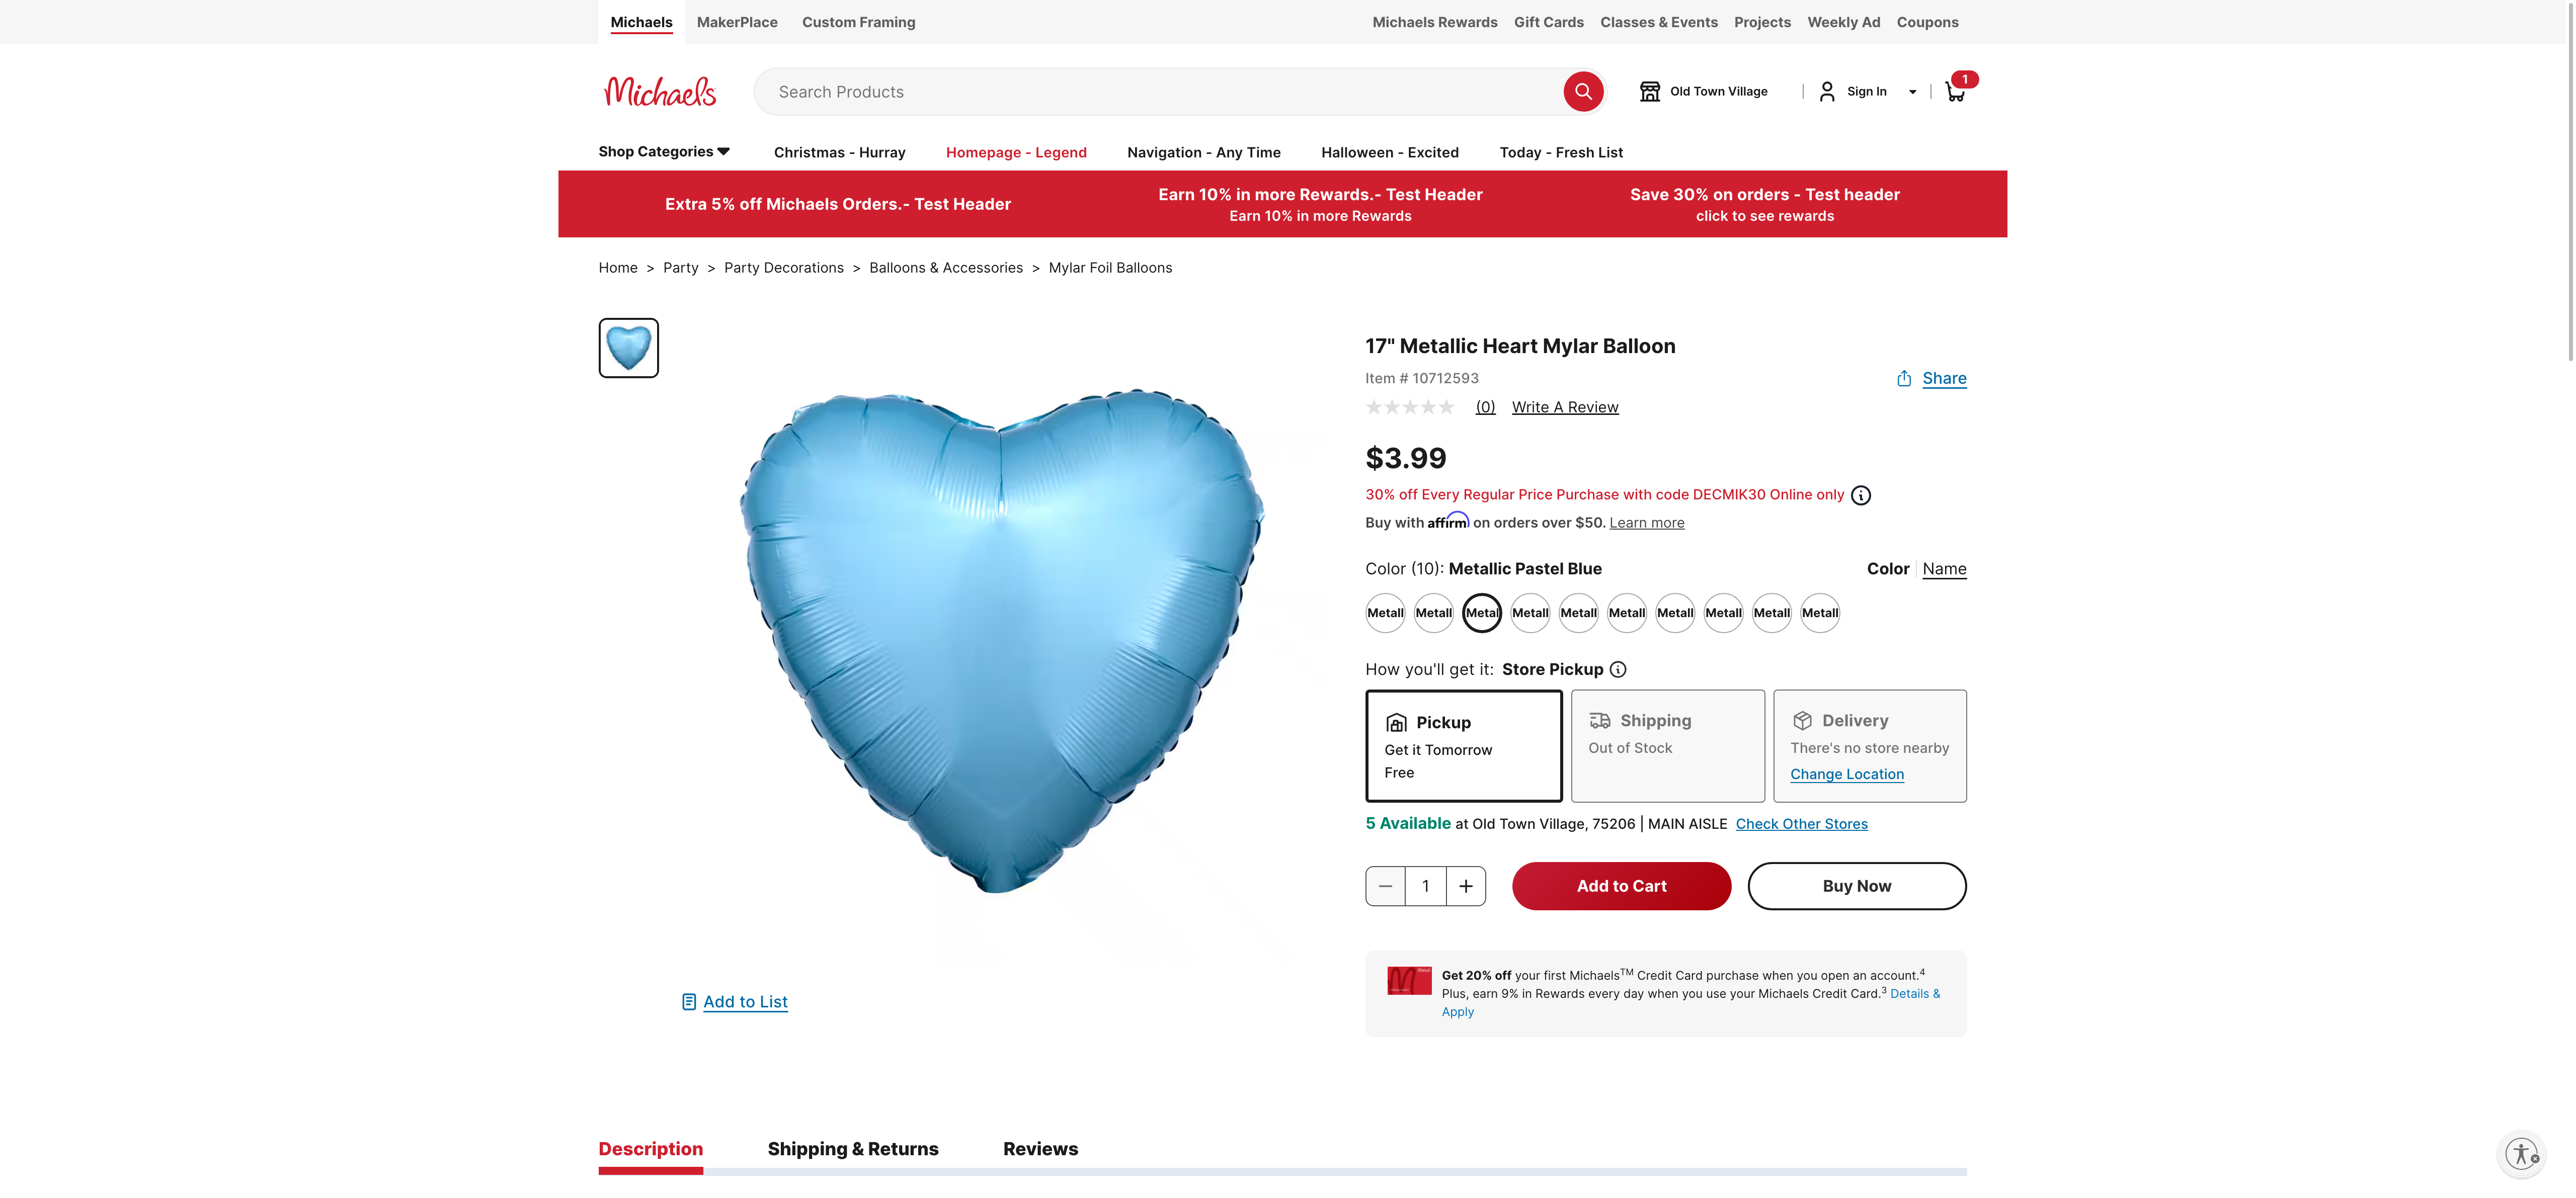 Michaels MakerPlace Custom Framing
Michaels Rewards Gift Cards Classes & Events Projects Weekly Ad Coupons
Michaels
Search Products
Old Town Village
Sign In
1
Shop Categories Christmas - Hurray Homepage - Legend Navigation - Any Time Halloween - Excited Today - Fresh List
Extra 5% off Michaels Orders.- Test Header
Earn 10% in more Rewards.- Test Header
Earn 10% in more Rewards
Save 30% on orders - Test header
click to see rewards
Home > Party > Party Decorations > Balloons & Accessories > Mylar Foil Balloons
17" Metallic Heart Mylar Balloon
Item # 10712593
Share
(0) Write A Review
$3.99
30% off Every Regular Price Purchase with code DECMIK30 Online only
Buy with affirm on orders over $50. Learn more
Color (10): Metallic Pastel Blue
Color | Name
Metall Metall Metal Metall Metall Metall Metall Metall Metall Metall
How you'll get it: Store Pickup
Pickup
Get it Tomorrow
Free
Shipping
Out of Stock
Delivery
There's no store nearby
Change Location
5 Available at Old Town Village, 75206 | MAIN AISLE Check Other Stores
1
Add to Cart
Buy Now
Get 20% off your first Michaels™ Credit Card purchase when you open an account.⁴
Plus, earn 9% in Rewards every day when you use your Michaels Credit Card.³ Details &
Apply
Add to List
Description Shipping & Returns Reviews